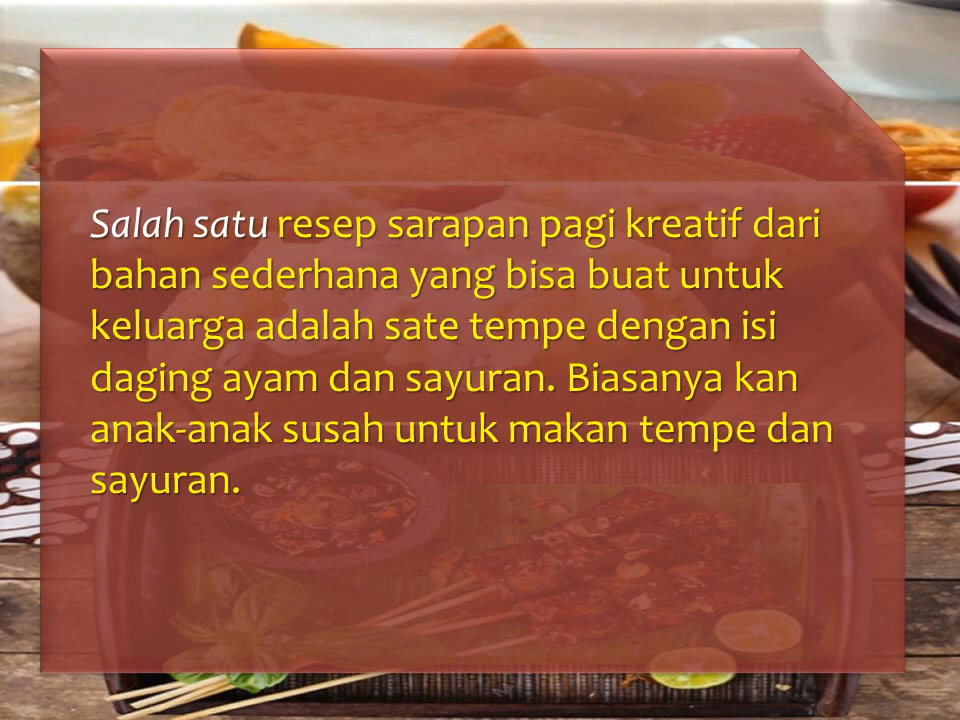 Salah satu resep sarapan pagi kreatif dari
bahan sederhana yang bisa buat untuk
keluarga adalah sate tempe dengan isi
daging ayam dan sayuran. Biasanya kan
anak-anak susah untuk makan tempe dan
sayuran.